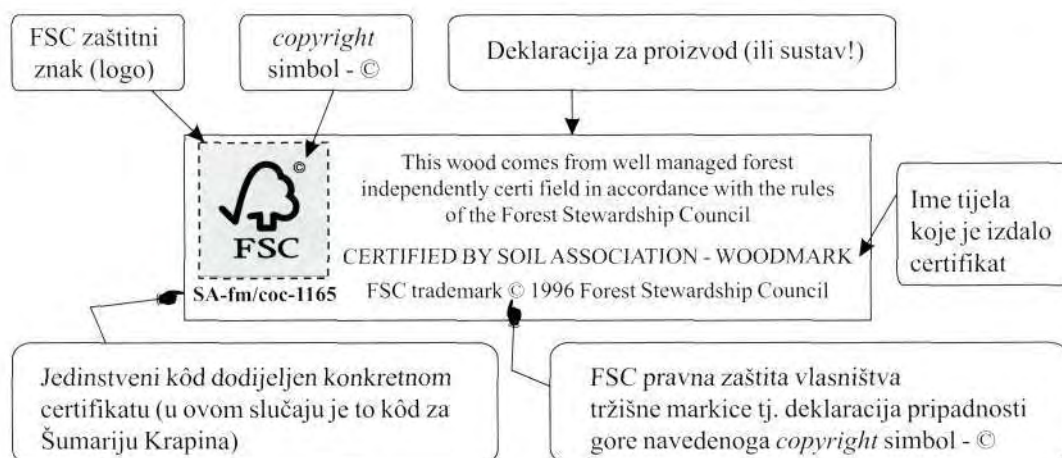 FSC zaštitni
znak (logo)
copyright
simbol - ©
Deklaracija za proizvod (ili sustav!)
©
FSC
SA-fm/coc-1165
This wood comes from well managed forest
independently certi field in accordance with the rules
of the Forest Stewardship Council
CERTIFIED BY SOIL ASSOCIATION - WOODMARK
FSC trademark © 1996 Forest Stewardship Council
Ime tijela
koje je izdalo
certifikat
Jedinstveni kôd dodijeljen konkretnom
certifikatu (u ovom slučaju je to kôd za
Šumariju Krapina)
FSC pravna zaštita vlasništva
tržišne markice tj. deklaracija pripadnosti
gore navedenoga copyright simbol - ©